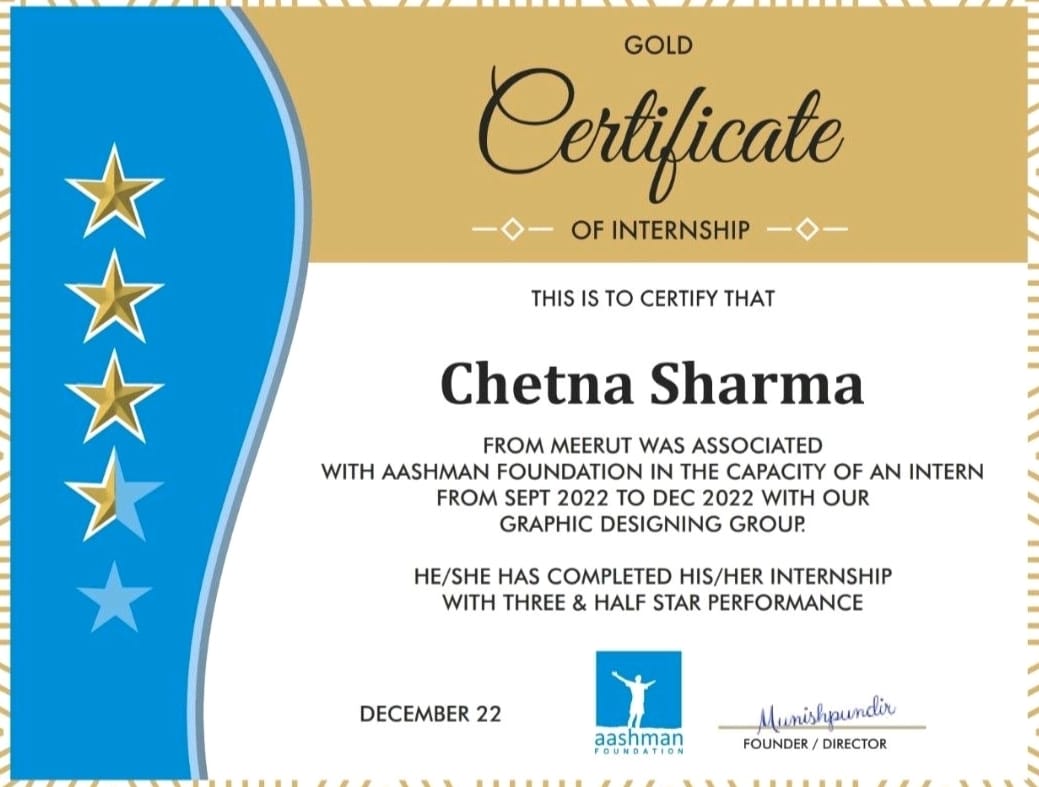 GOLD
Certificate
OF INTERNSHIP
THIS IS TO CERTIFY THAT
Chetna Sharma
FROM MEERUT WAS ASSOCIATED
WITH AASHMAN FOUNDATION IN THE CAPACITY OF AN INTERN
FROM SEPT 2022 TO DEC 2022 WITH OUR
GRAPHIC DESIGNING GROUP.
HE/SHE HAS COMPLETED HIS/HER INTERNSHIP
WITH THREE & HALF STAR PERFORMANCE
DECEMBER 22
aashman
FOUNDATION
Munishpundir
FOUNDER / DIRECTOR